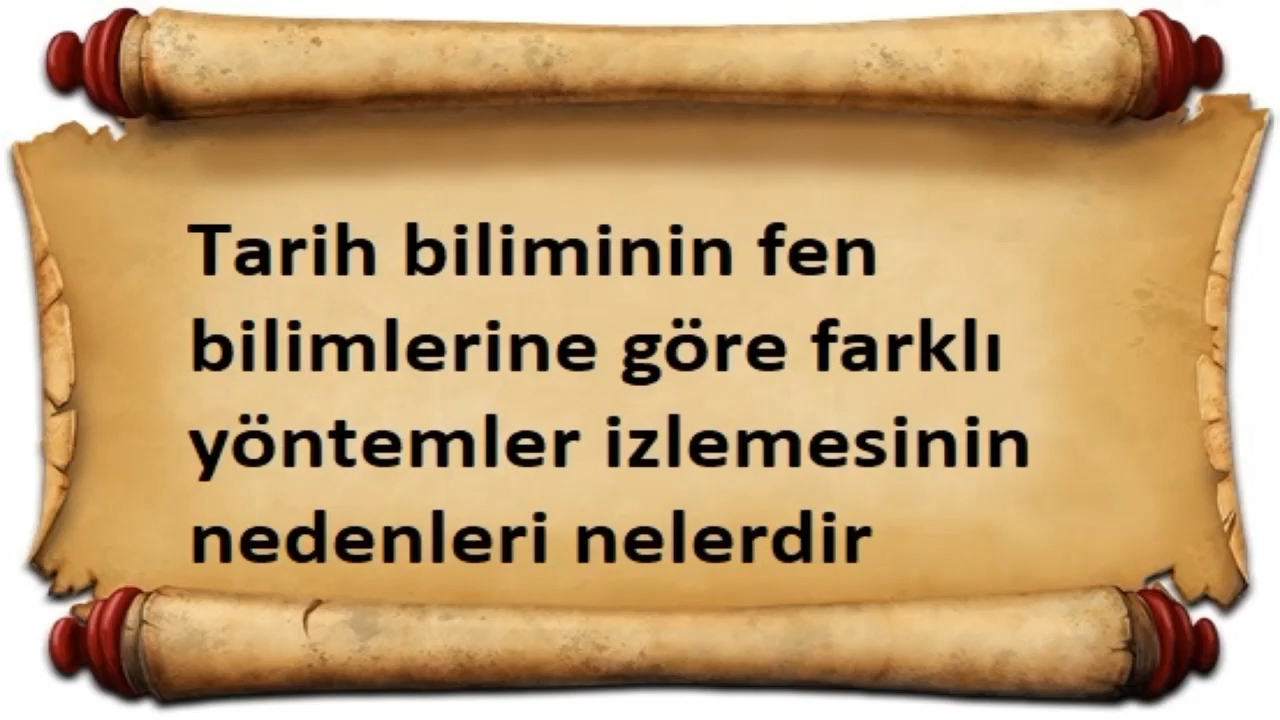 Tarih biliminin fen
bilimlerine göre farklı
yöntemler izlemesinin
nedenleri nelerdir